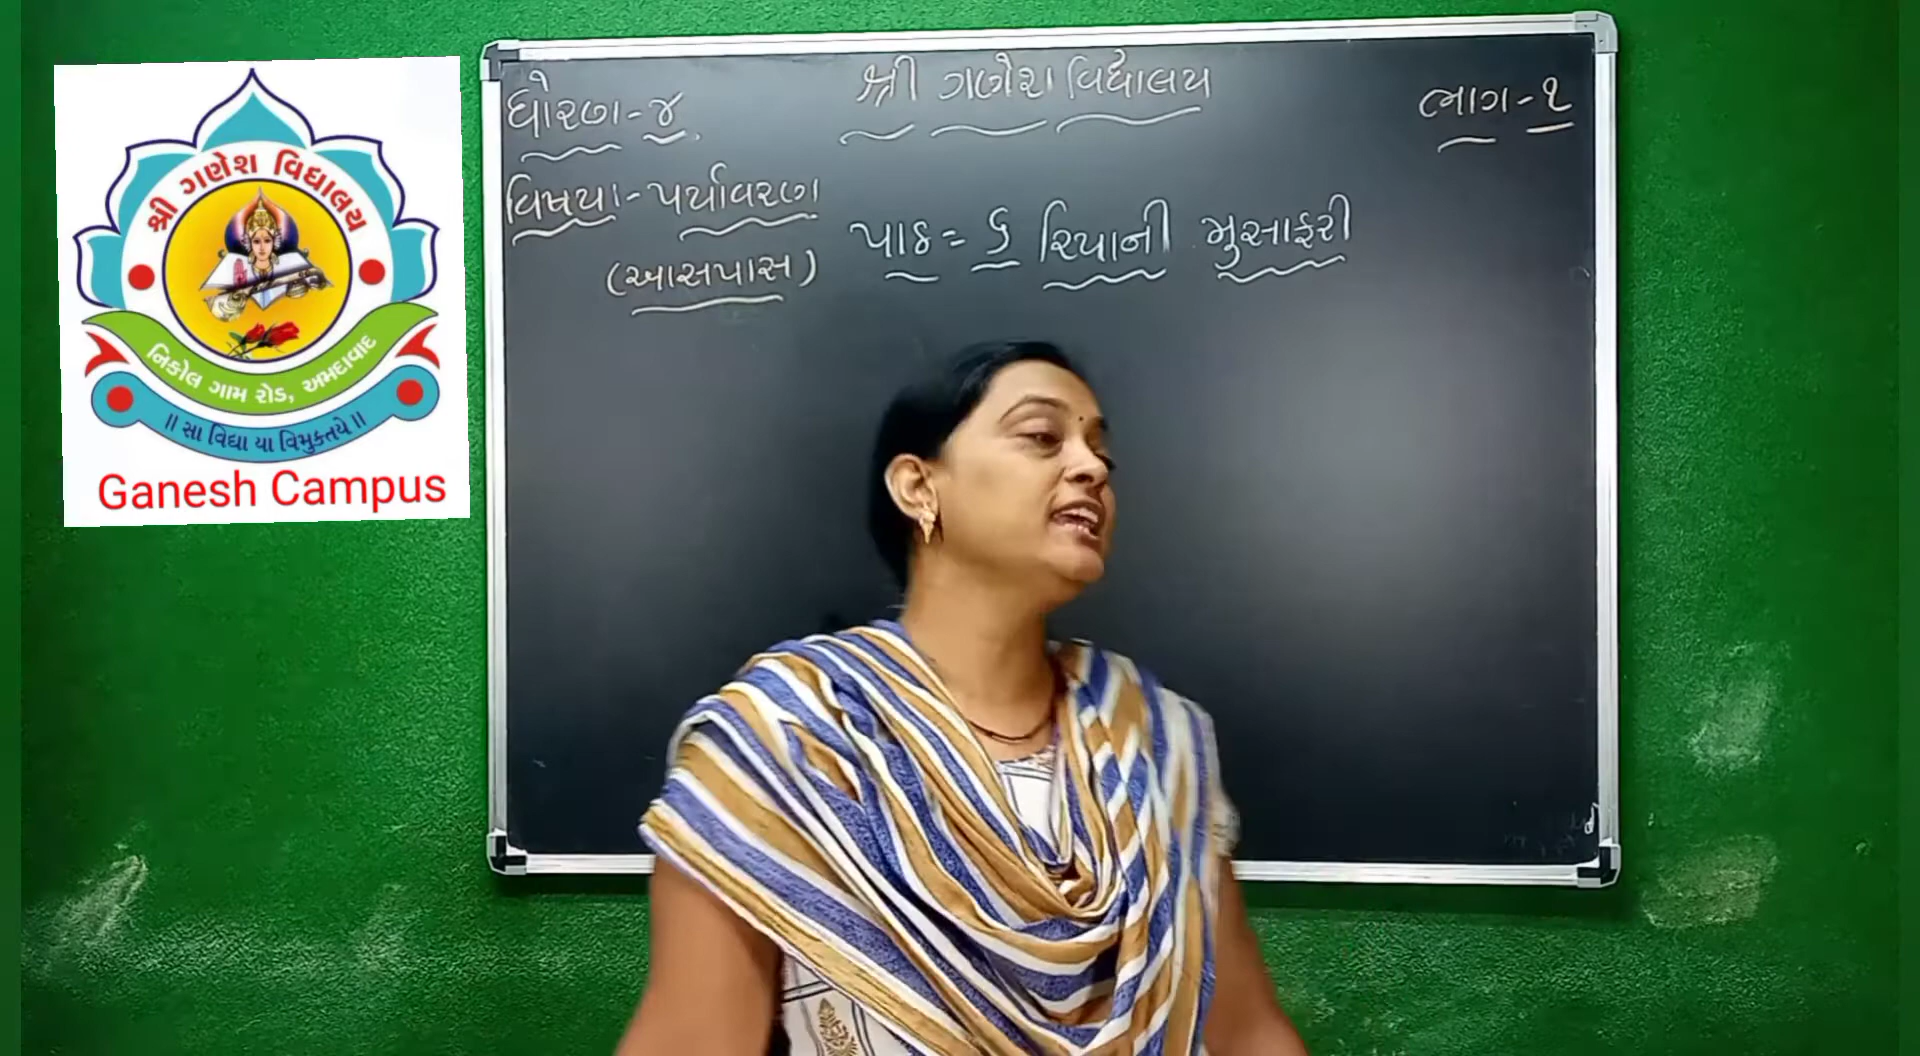 શ્રી ગણેશ વિદ્યાલય
નિકોલ ગામ રોડ, અમદાવાદ
॥ સા વિદ્યા યા વિમુક્તયે ॥
Ganesh Campus
શ્રી ગણેશ વિદ્યાલય
ધોરણ-૪
ભાગ-૧
વિષય-પર્યાવરણ
(આસપાસ)
પાઠ= ૬ રિયાની મુસાફરી